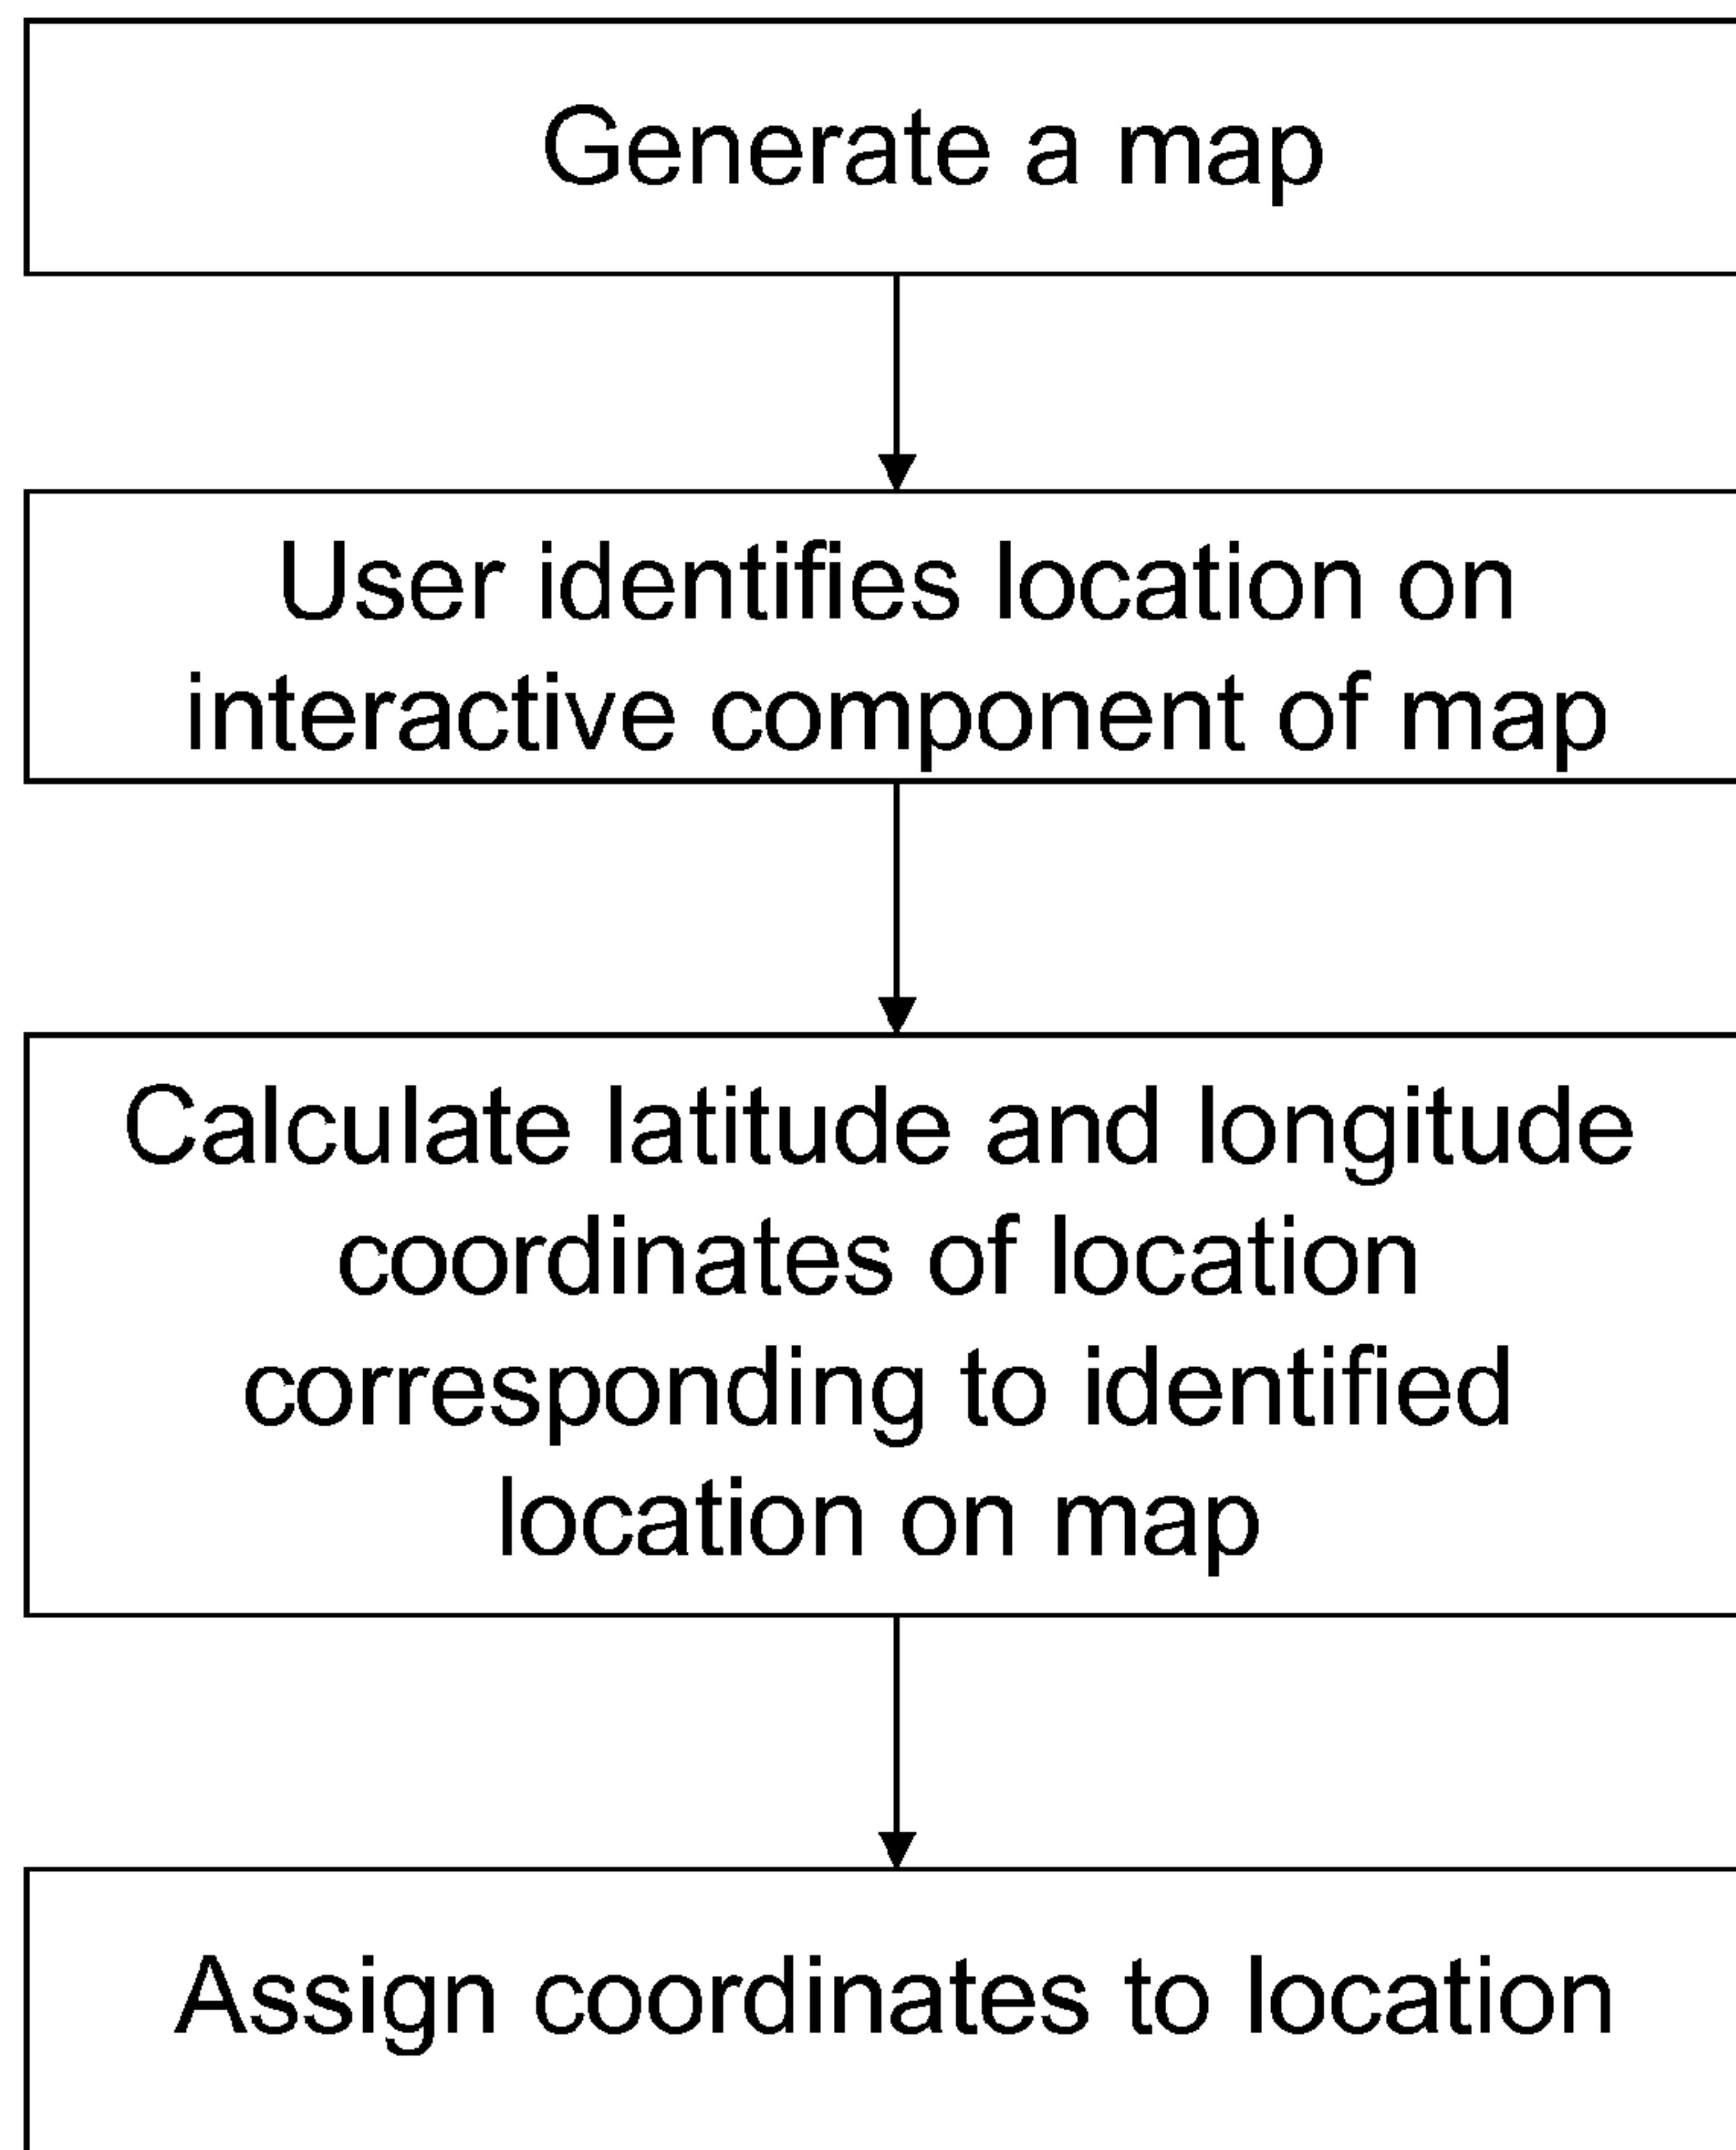 Generate a map
User identifies location on
interactive component of map
Calculate latitude and longitude
coordinates of location
corresponding to identified
location on map
Assign coordinates to location